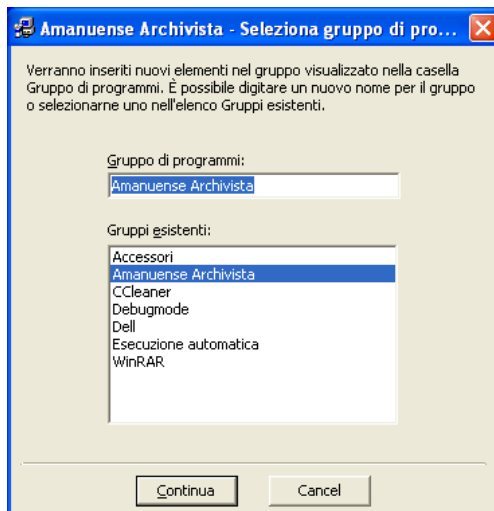 Amanuense Archivista - Seleziona gruppo di pro...
Verranno inseriti nuovi elementi nel gruppo visualizzato nella casella
Gruppo di programmi. È possibile digitare un nuovo nome per il gruppo
o selezionarne uno nell'elenco Gruppi esistenti.
Gruppo di programmi:
Amanuense Archivista
Gruppi esistenti:
Accessori
Amanuense Archivista
CCleaner
Debugmode
Dell
Esecuzione automatica
WinRAR
Continua
Cancel